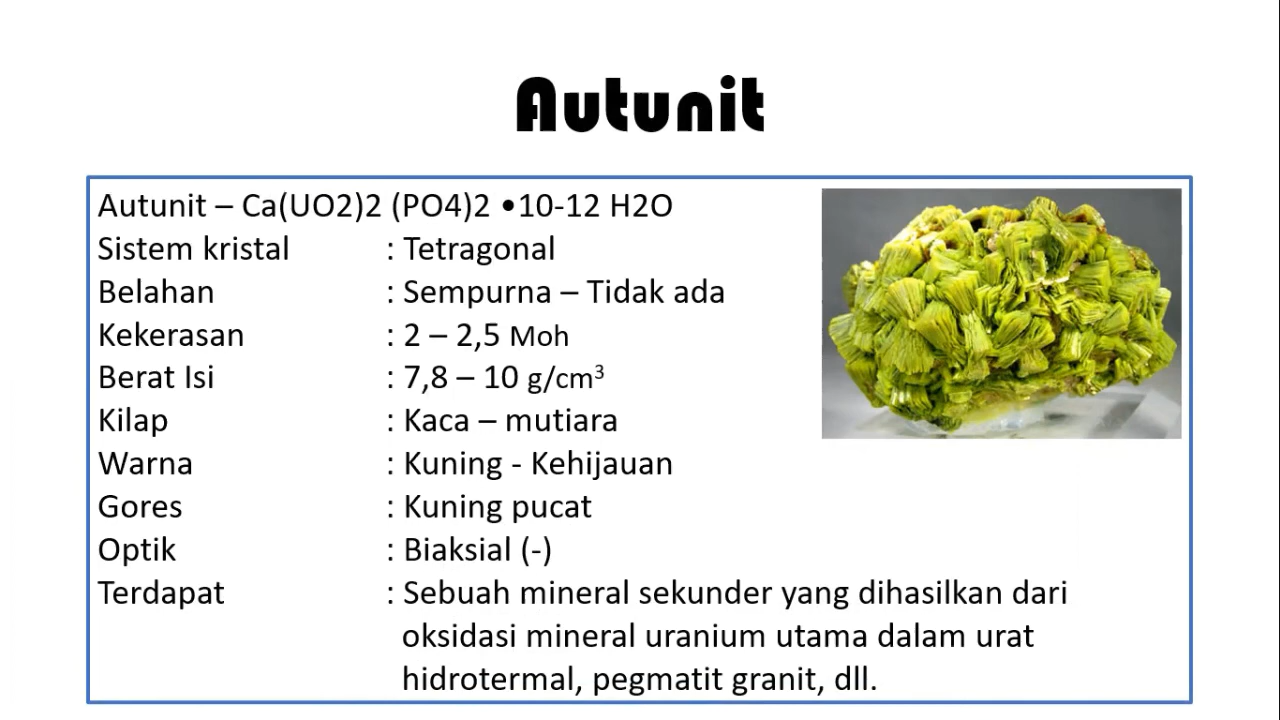 Autunit
Autunit – Ca(UO2)2 (PO4)2 •10-12 H2O
Sistem kristal : Tetragonal
Belahan : Sempurna – Tidak ada
Kekerasan : 2 – 2,5 Moh
Berat Isi : 7,8 – 10 g/cm³
Kilap : Kaca – mutiara
Warna : Kuning - Kehijauan
Gores : Kuning pucat
Optik : Biaksial (-)
Terdapat : Sebuah mineral sekunder yang dihasilkan dari
oksidasi mineral uranium utama dalam urat
hidrotermal, pegmatit granit, dll.